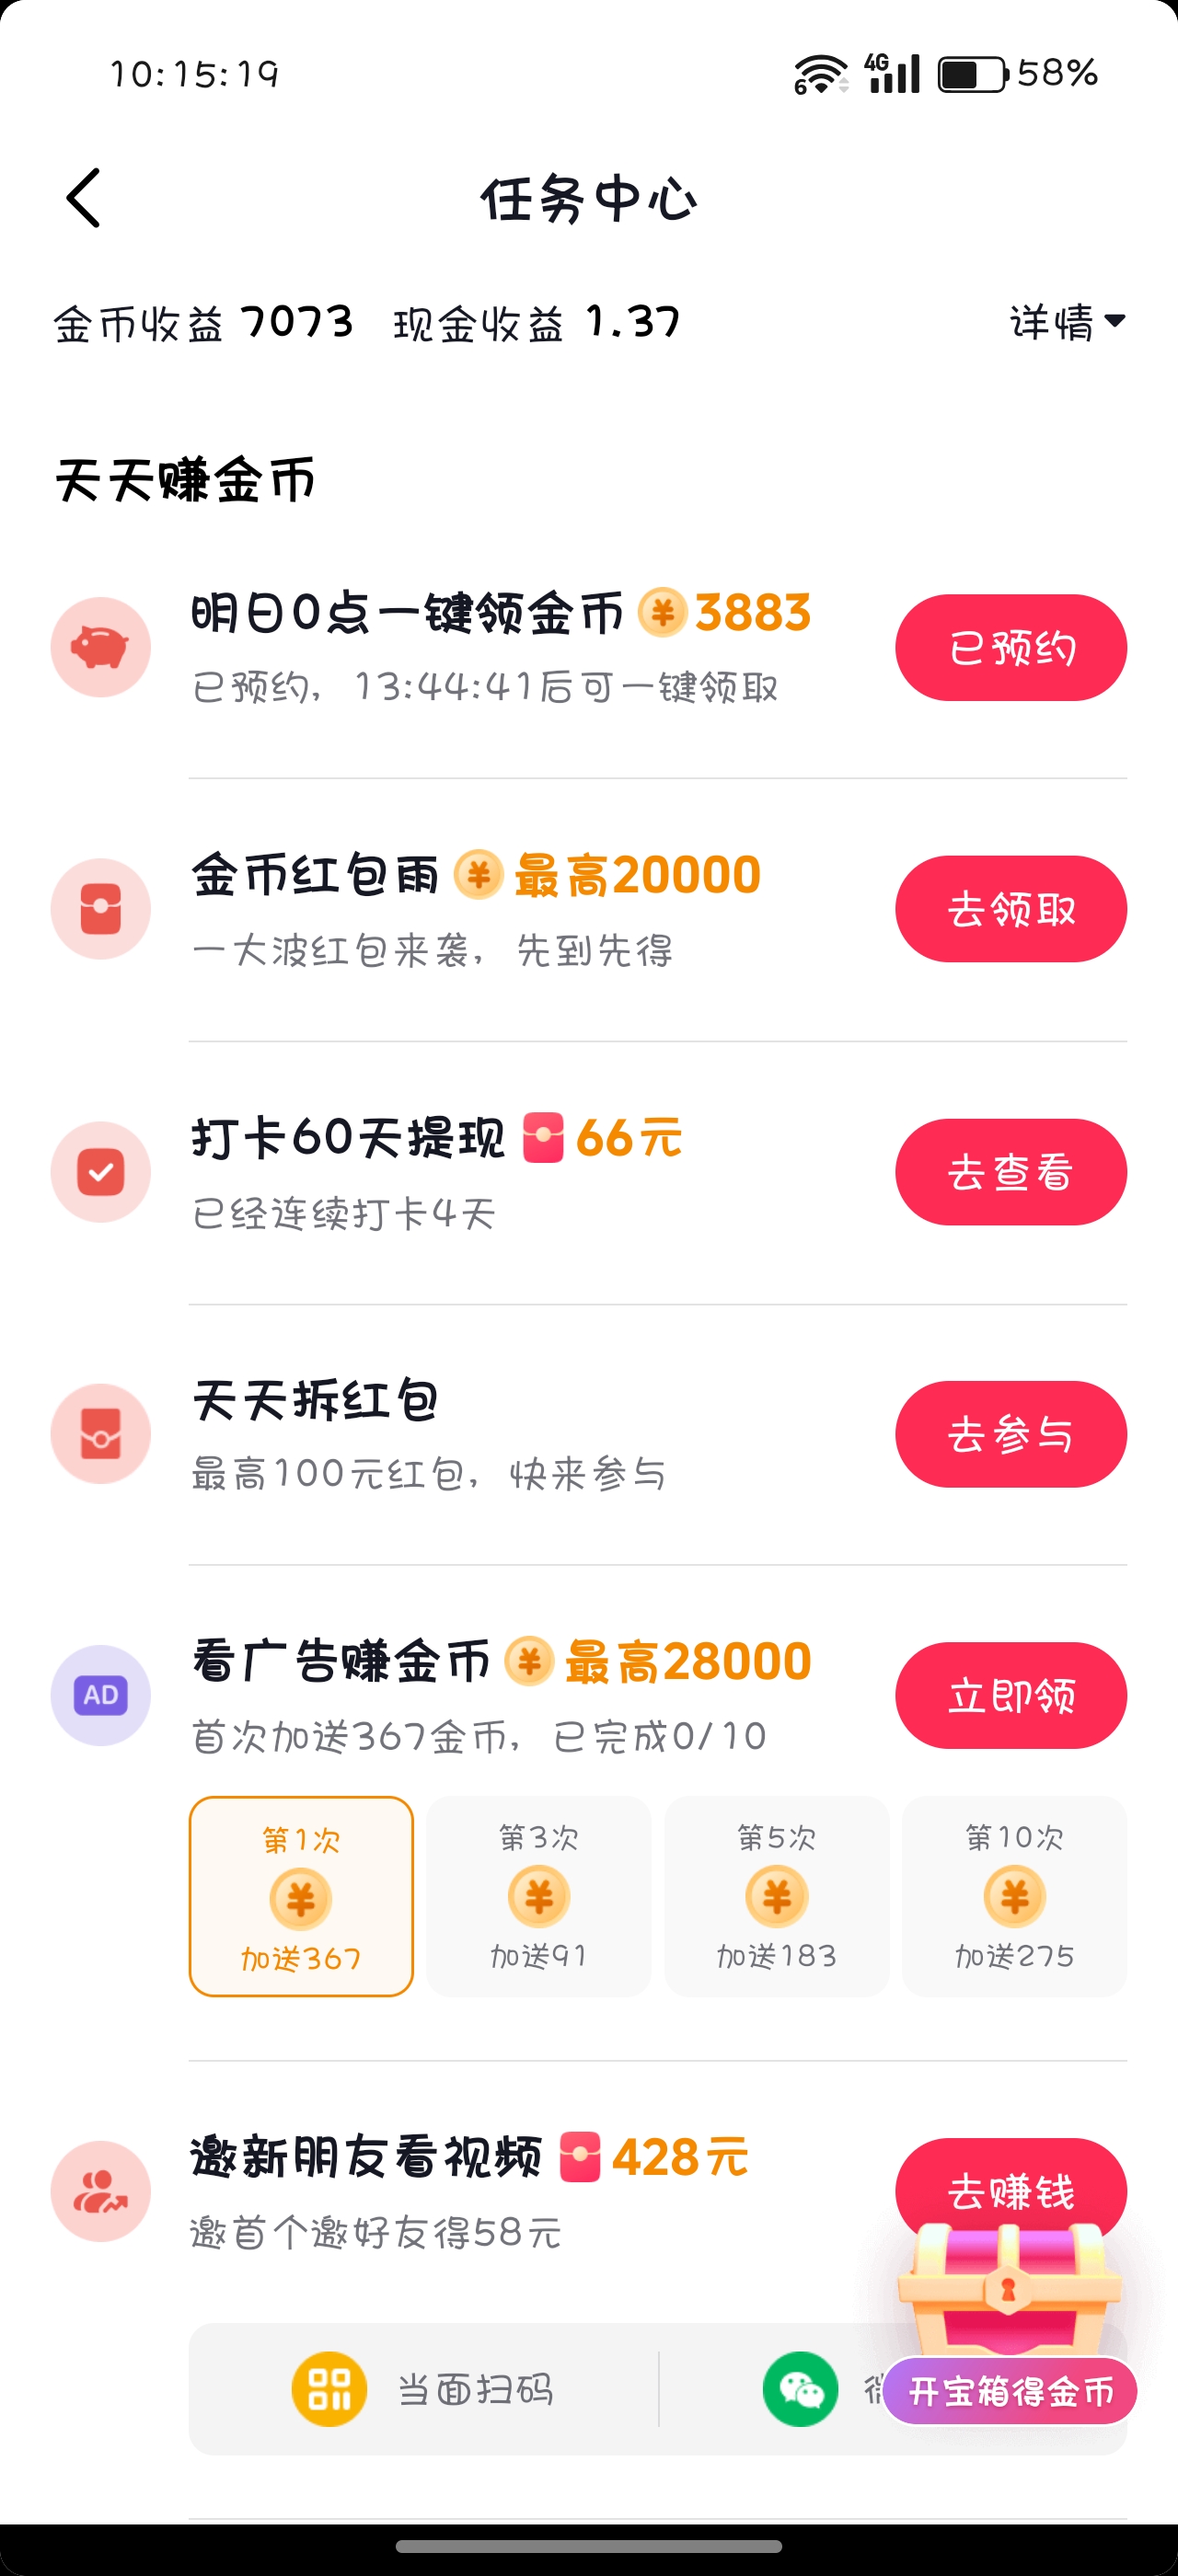 10:15:19
6 4G 58%
任务中心
金币收益 7073 现金收益 1.37 详情
天天赚金币
明日0点一键领金币 3883
已预约，13:44:41后可一键领取
已预约
金币红包雨 最高20000
一大波红包来袭，先到先得
去领取
打卡60天提现 66元
已经连续打卡4天
去查看
天天拆红包
最高100元红包，快来参与
去参与
看广告赚金币 最高28000
首次加送367金币，已完成0/10
立即领
AD
第1次
加送367
第3次
加送91
第5次
加送183
第10次
加送275
邀新朋友看视频 428元
邀首个邀好友得58元
去赚钱
当面扫码
开宝箱得金币